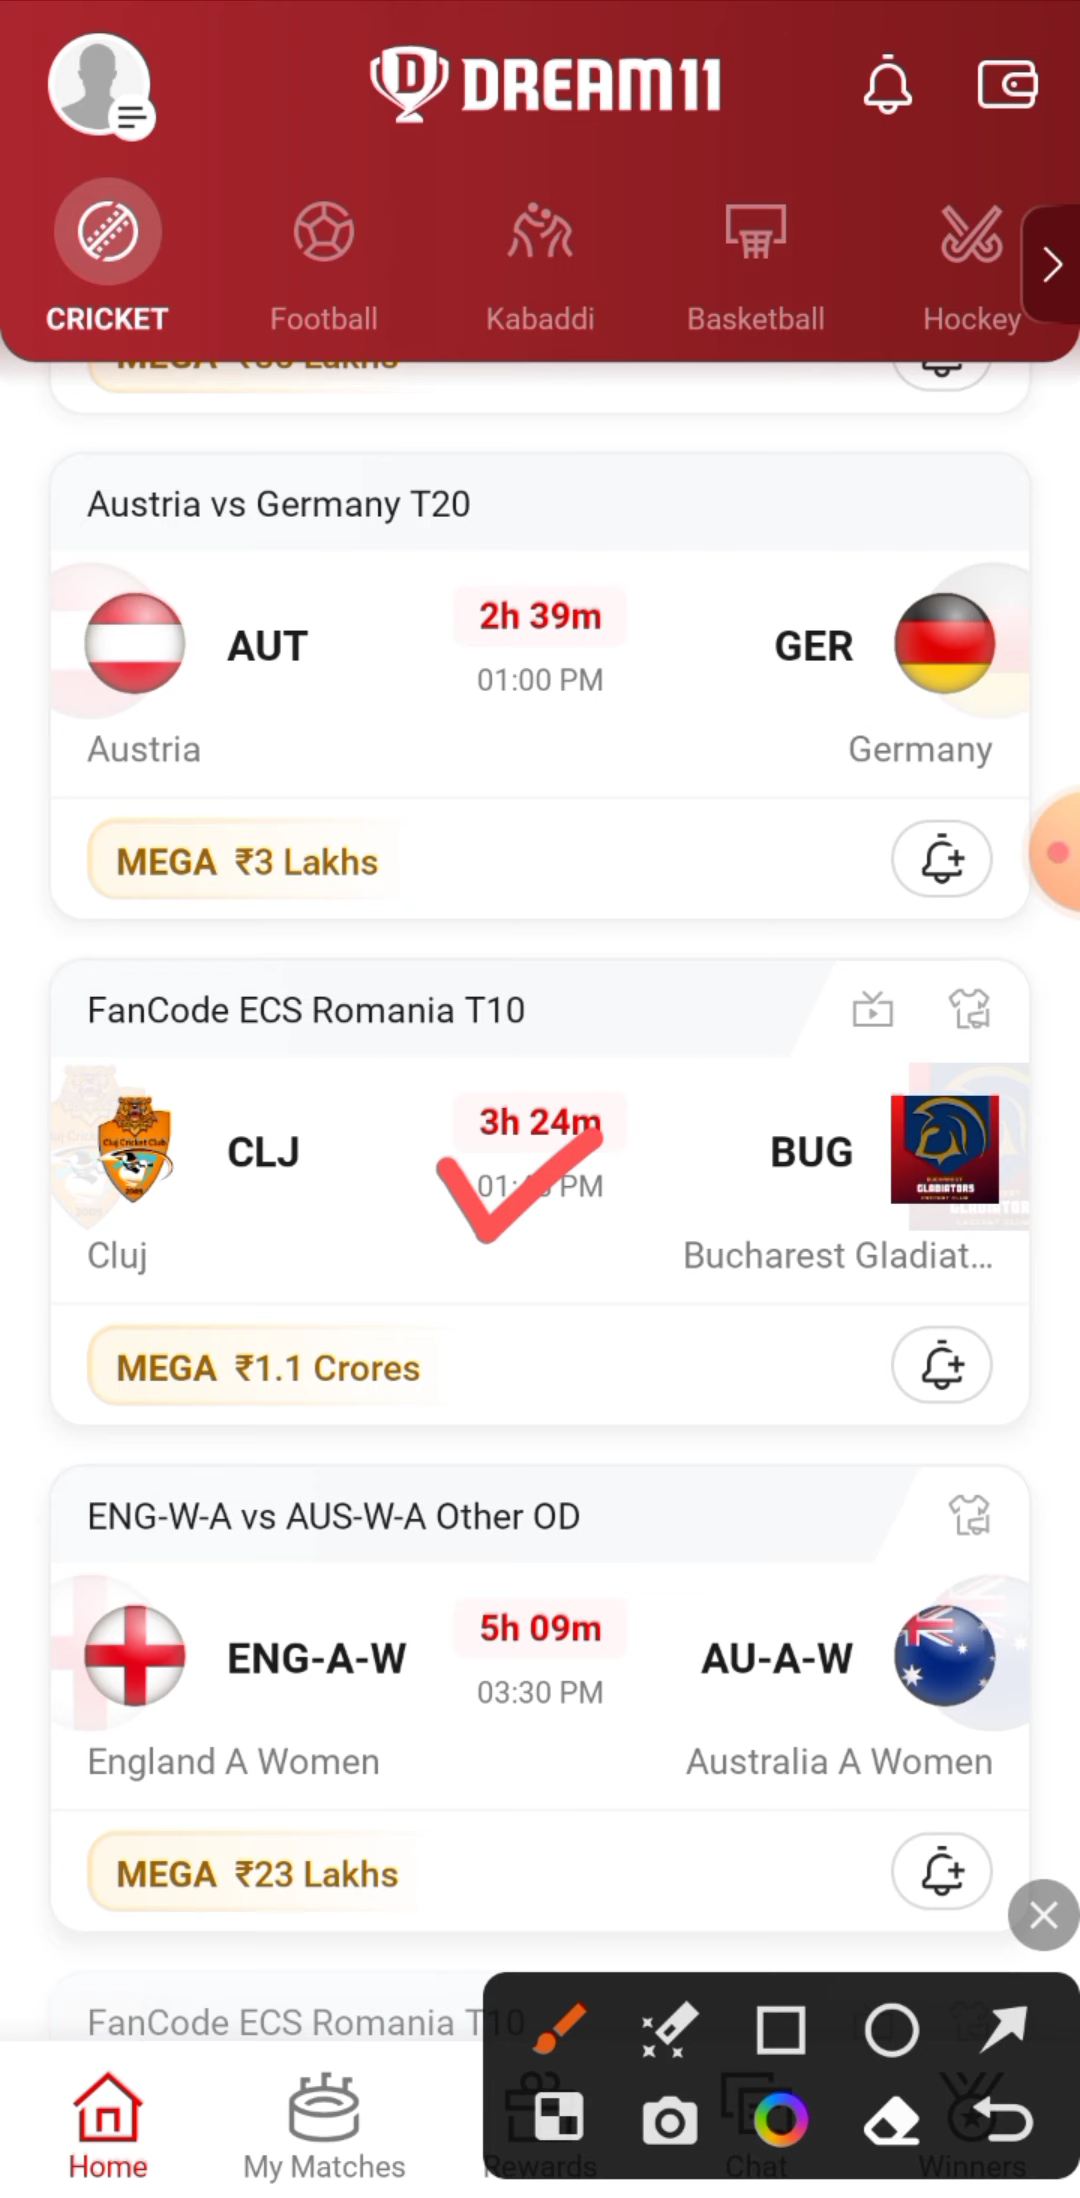 DREAM11
CRICKET
Football
Kabaddi
Basketball
Hockey
MEGA
Lakhs
Austria vs Germany T20
AUT
2h 39m
GER
01:00 PM
Austria
Germany
MEGA ₹3 Lakhs
FanCode ECS Romania T10
CLJ
3h 24m
BUG
PM
Cluj
Bucharest Gladiat...
MEGA ₹1.1 Crores
ENG-W-A vs AUS-W-A Other OD
ENG-A-W
5h 09m
AU-A-W
03:30 PM
England A Women
Australia A Women
MEGA ₹23 Lakhs
FanCode ECS Romania T10
Home
My Matches
Rewards
Chat
Winners